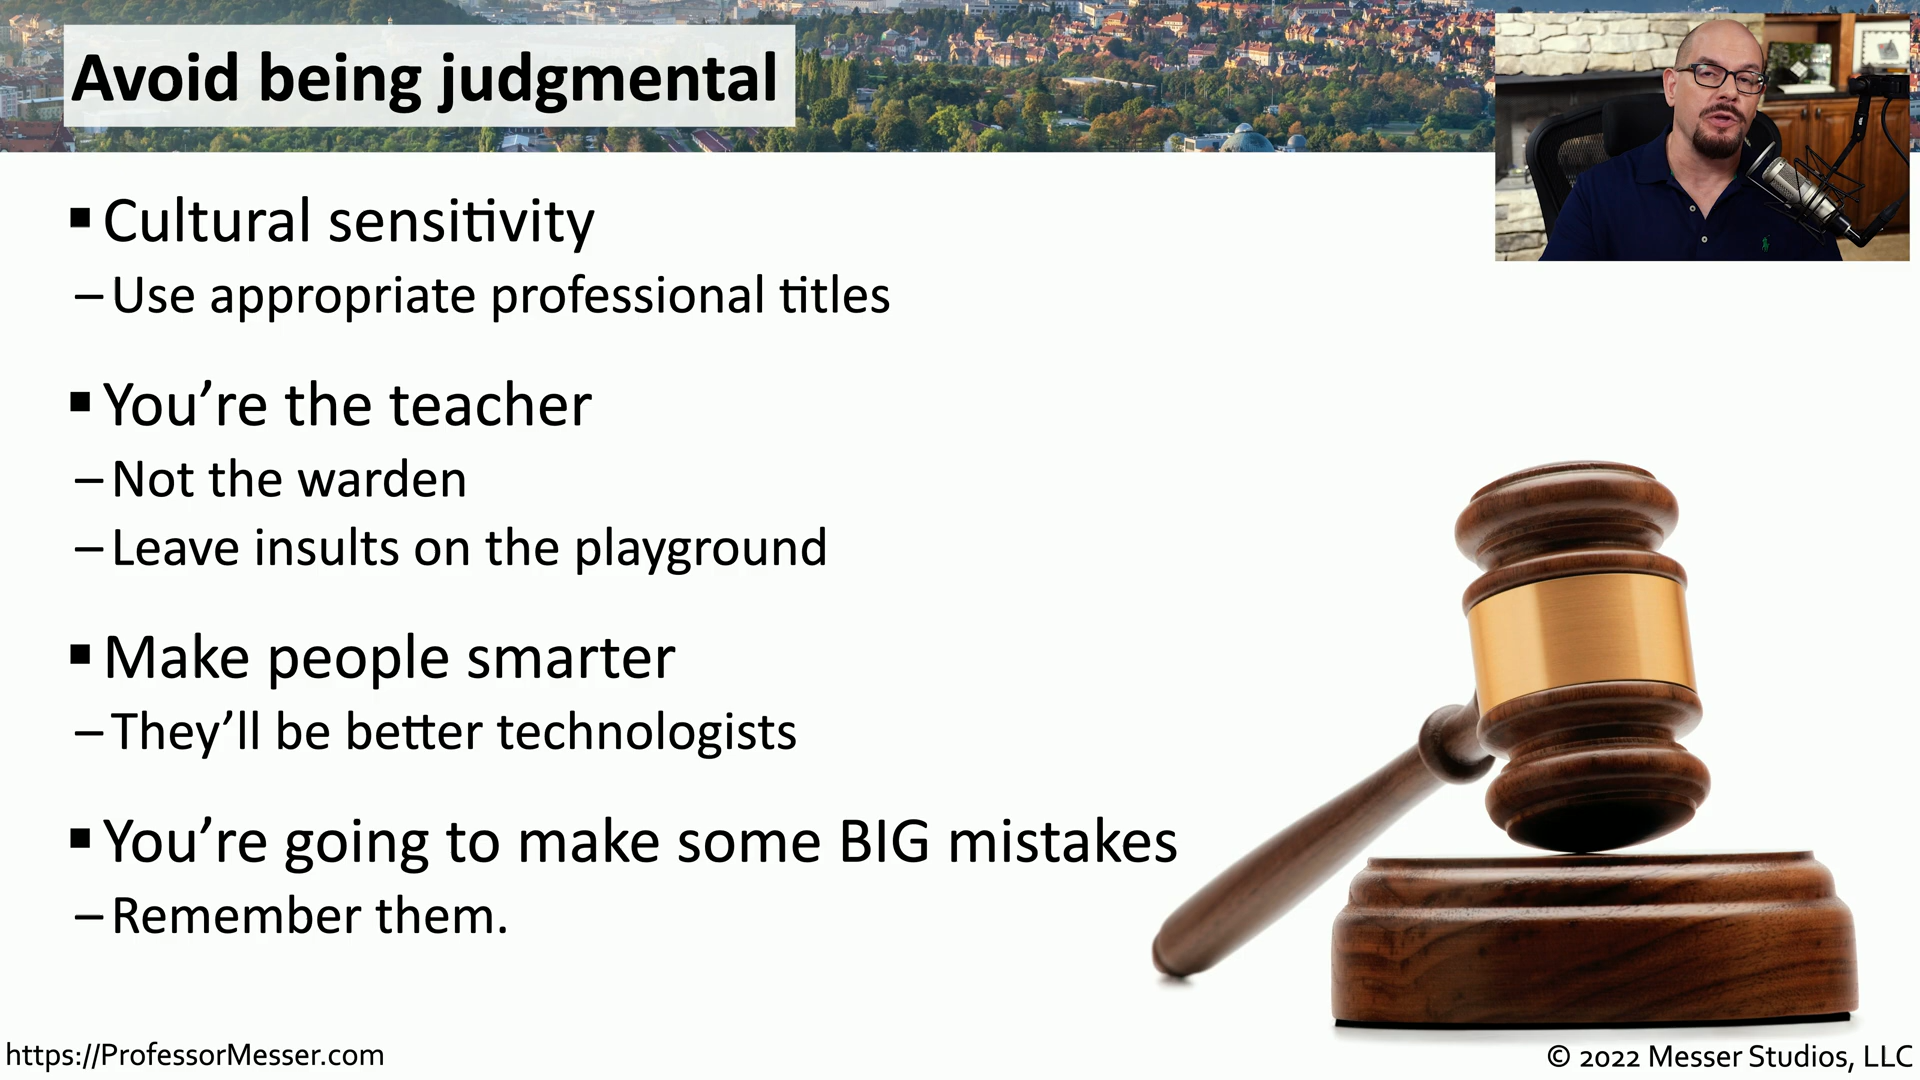 Avoid being judgmental
▪ Cultural sensitivity
– Use appropriate professional titles
▪ You're the teacher
– Not the warden
– Leave insults on the playground
▪ Make people smarter
– They'll be better technologists
▪ You're going to make some BIG mistakes
– Remember them.
https://ProfessorMesser.com
© 2022 Messer Studios, LLC